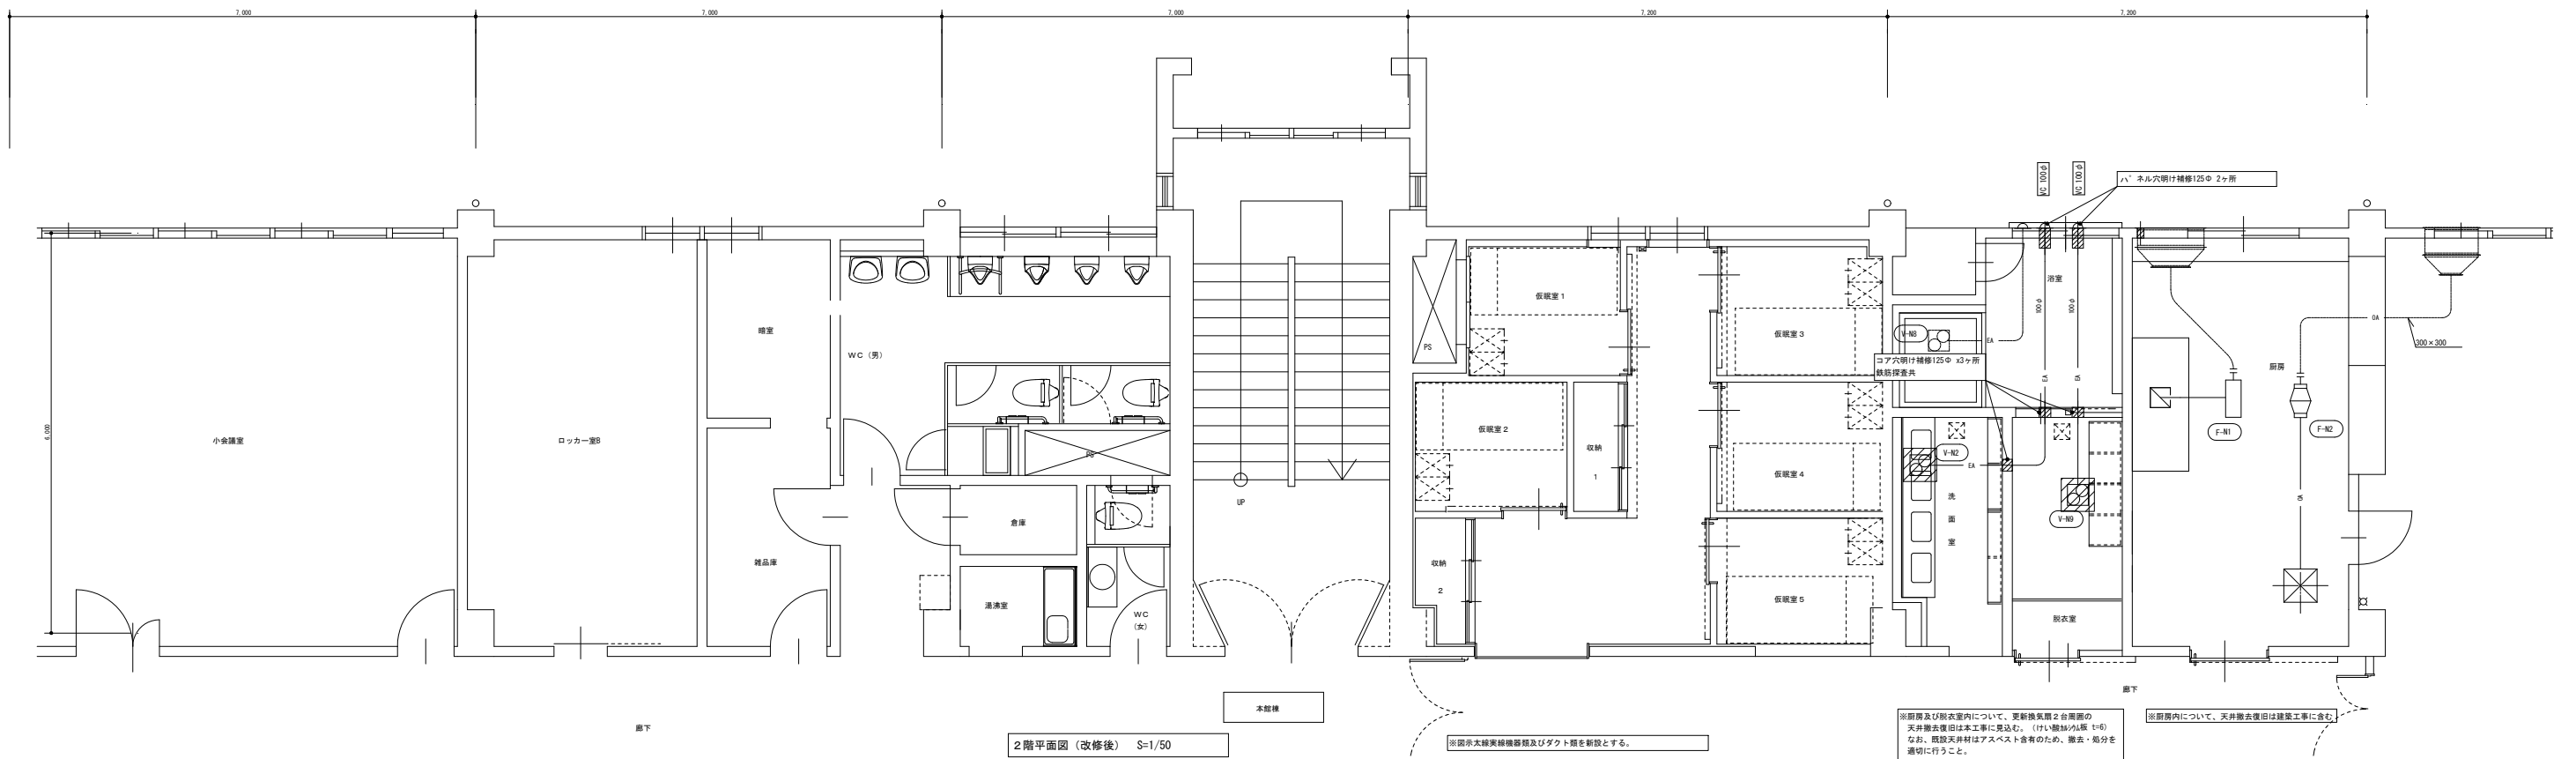 7,000
7,000
7,000
7,200
7,200
VC 100φ
VC 100φ
パネル穴明け補修125Φ 2ヶ所
6,000
小会議室
ロッカー室B
暗室
雑品庫
WC（男）
PS
倉庫
湯沸室
WC
（女）
UP
PS
仮眠室1
仮眠室2
収納
1
収納
2
仮眠室3
仮眠室4
仮眠室5
V-N8
EA
浴室
100φ
100φ
EA
EA
コア穴明け補修125Φ x3ヶ所
鉄筋探査共
V-N2
EA
洗
面
室
V-N9
脱衣室
厨房
F-N1
F-N2
OA
OA
300×300
廊下
廊下
本館棟
2階平面図（改修後） S=1/50
※図示太線実線機器類及びダクト類を新設とする。
※厨房及び脱衣室内について、更新換気扇2台周囲の
天井撤去復旧は本工事に見込む。（けい酸ｶﾙｼｳﾑ板 t=6）
なお、既設天井材はアスベスト含有のため、撤去・処分を
適切に行うこと。
※厨房内について、天井撤去復旧は建築工事に含む